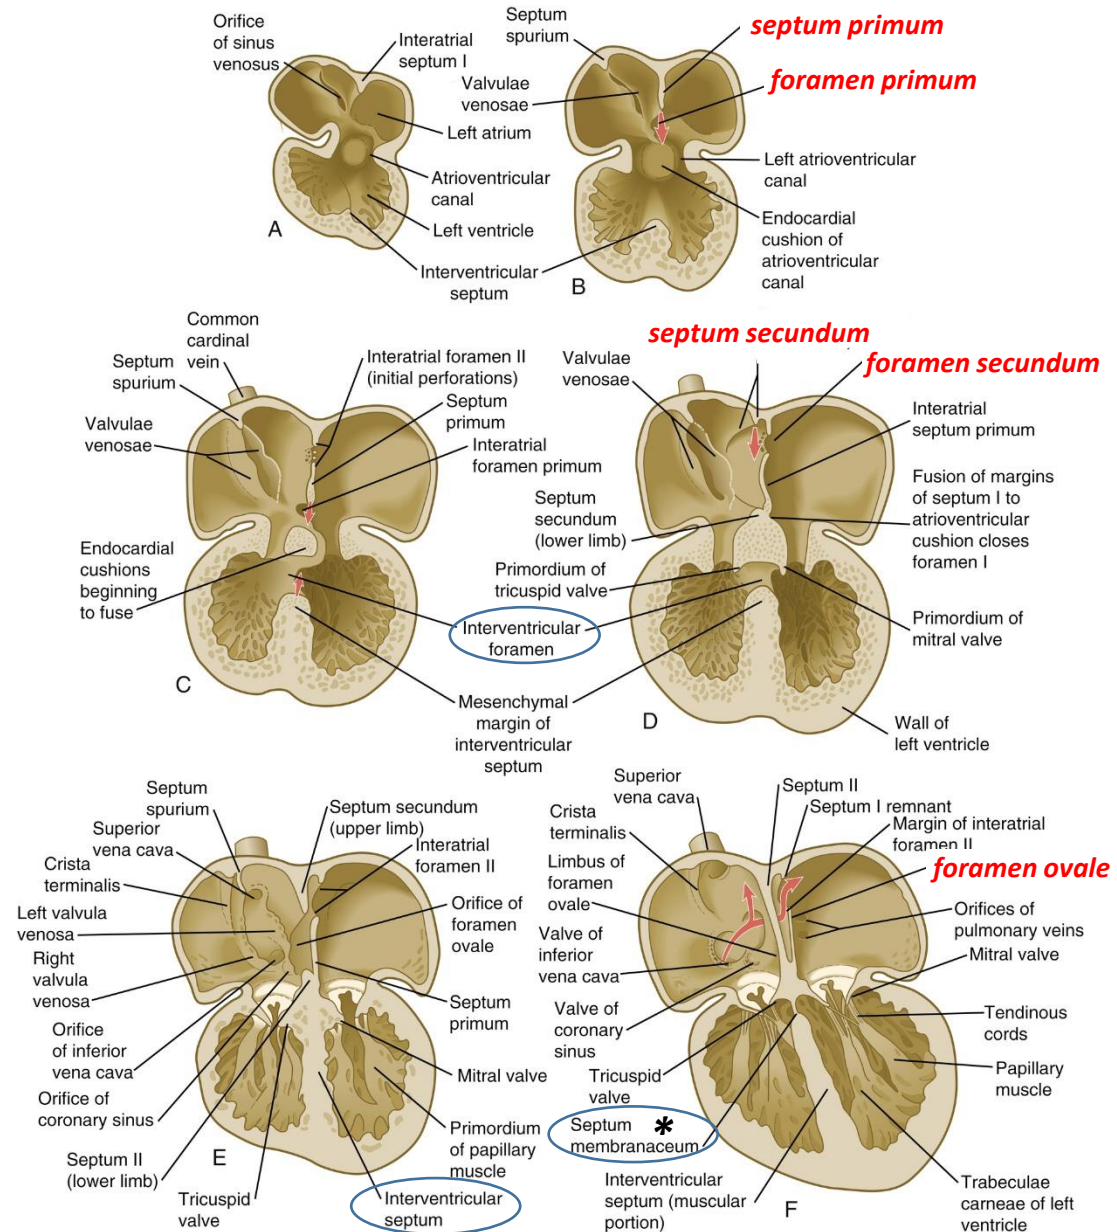 Orifice
of sinus
venosus
Interatrial
septum I
Left atrium
Atrioventricular
canal
Left ventricle
Interventricular
septum
A
Septum
spurium
septum primum
Valvulae
venosae
foramen primum
Left atrioventricular
canal
Endocardial
cushion of
atrioventricular
canal
B
Common
cardinal
vein
Septum
spurium
Valvulae
venosae
Interatrial foramen II
(initial perforations)
Septum
primum
Interatrial
foramen primum
Endocardial
cushions
beginning
to fuse
Interventricular
foramen
C
Mesenchymal
margin of
interventricular
septum
septum secundum
Valvulae
venosae
foramen secundum
Interatrial
septum primum
Septum
secundum
(lower limb)
Fusion of margins
of septum I to
atrioventricular
cushion closes
foramen I
Primordium of
tricuspid valve
Primordium of
mitral valve
D
Wall of
left ventricle
Septum
spurium
Superior
vena cava
Crista
terminalis
Left valvula
venosa
Right
valvula
venosa
Orifice
of inferior
vena cava
Orifice of
coronary sinus
Septum II
(lower limb)
Tricuspid
valve
E
Septum secundum
(upper limb)
Interatrial
foramen II
Orifice of
foramen
ovale
Septum
primum
Mitral valve
Primordium
of papillary
muscle
Interventricular
septum
Superior
vena cava
Septum II
Septum I remnant
Margin of interatrial
foramen II
Crista
terminalis
Limbus of
foramen
ovale
foramen ovale
Orifices of
pulmonary veins
Valve of
inferior
vena cava
Mitral valve
Valve of
coronary
sinus
Tendinous
cords
Tricuspid
valve
Papillary
muscle
Septum *
membranaceum
Interventricular
septum (muscular
portion)
F
Trabeculae
carneae of left
ventricle